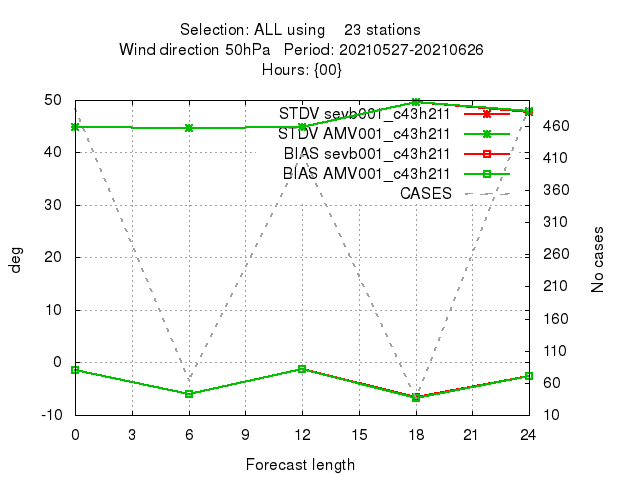 Selection: ALL using 23 stations
Wind direction 50hPa Period: 20210527-20210626
Hours: {00}
STDV sevb001_c43h211
STDV AMV001_c43h211
BIAS sevb001_c43h211
BIAS AMV001_c43h211
CASES
50
40
30
20
10
0
-10
deg
460
410
360
310
260
210
160
110
60
10
No cases
0 3 6 9 12 15 18 21 24
Forecast length